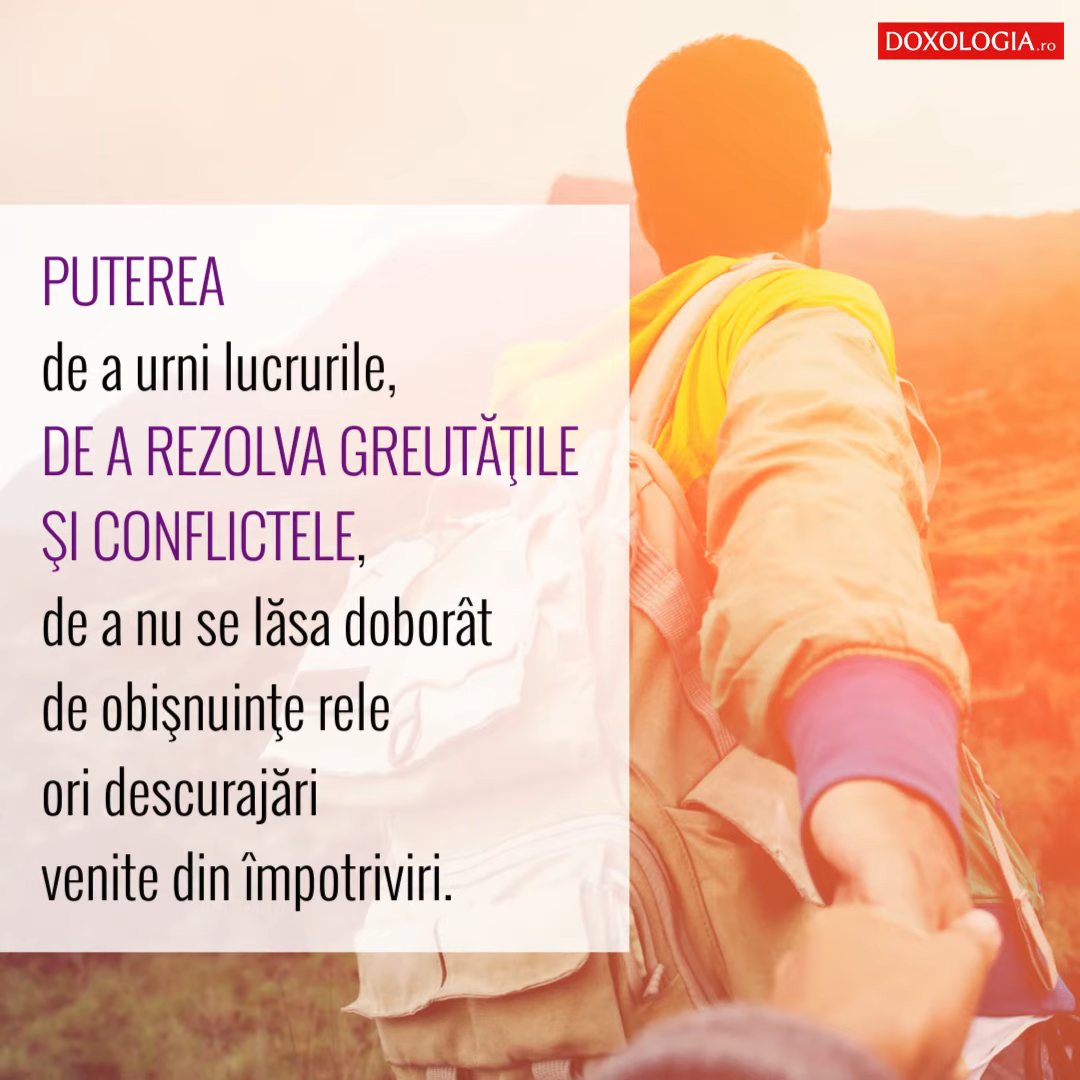 DOXOLOGIA.ro
PUTEREA
de a urni lucrurile,
DE A REZOLVA GREUTĂŢILE
ŞI CONFLICTELE,
de a nu se lăsa doborât
de obişnuinţe rele
ori descurajări
venite din împotriviri.